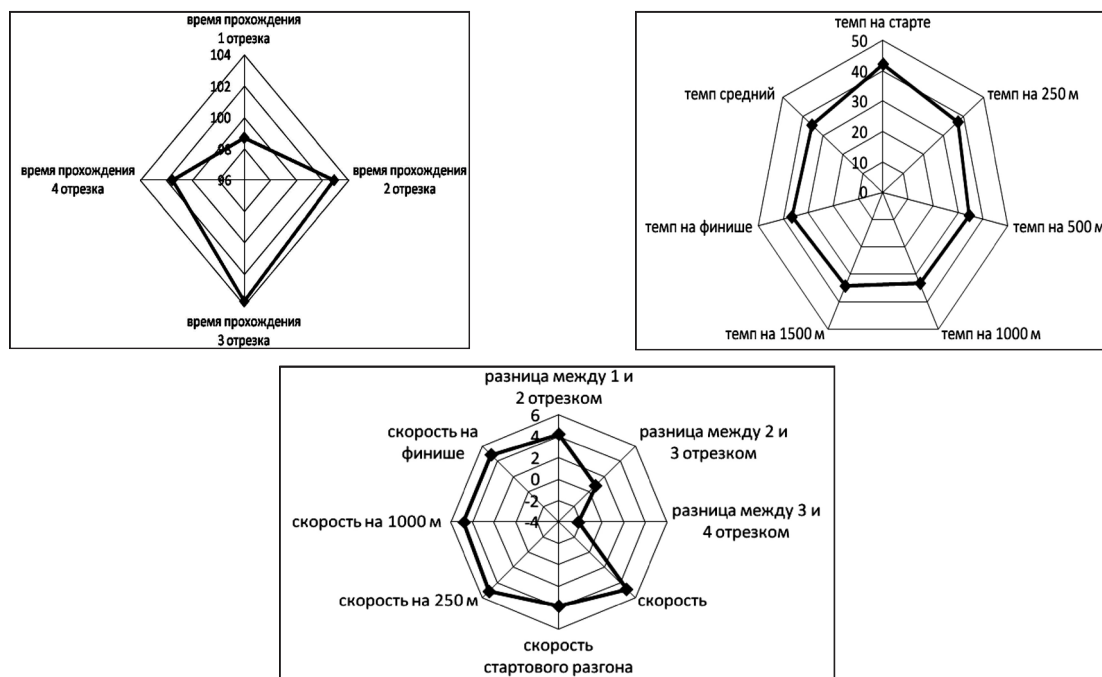 время прохождения
1 отрезка
104
102
100
98
96
время прохождения
4 отрезка
время прохождения
2 отрезка
время прохождения
3 отрезка
темп на старте
50
40
30
20
10
0
темп средний
темп на 250 м
темп на финише
темп на 500 м
темп на 1500 м
темп на 1000 м
разница между 1 и
2 отрезком
6
4
2
0
-2
-4
скорость на
финише
разница между 2 и
3 отрезком
скорость на 1000 м
разница между 3 и
4 отрезком
скорость на 250 м
скорость
скорость
стартового разгона